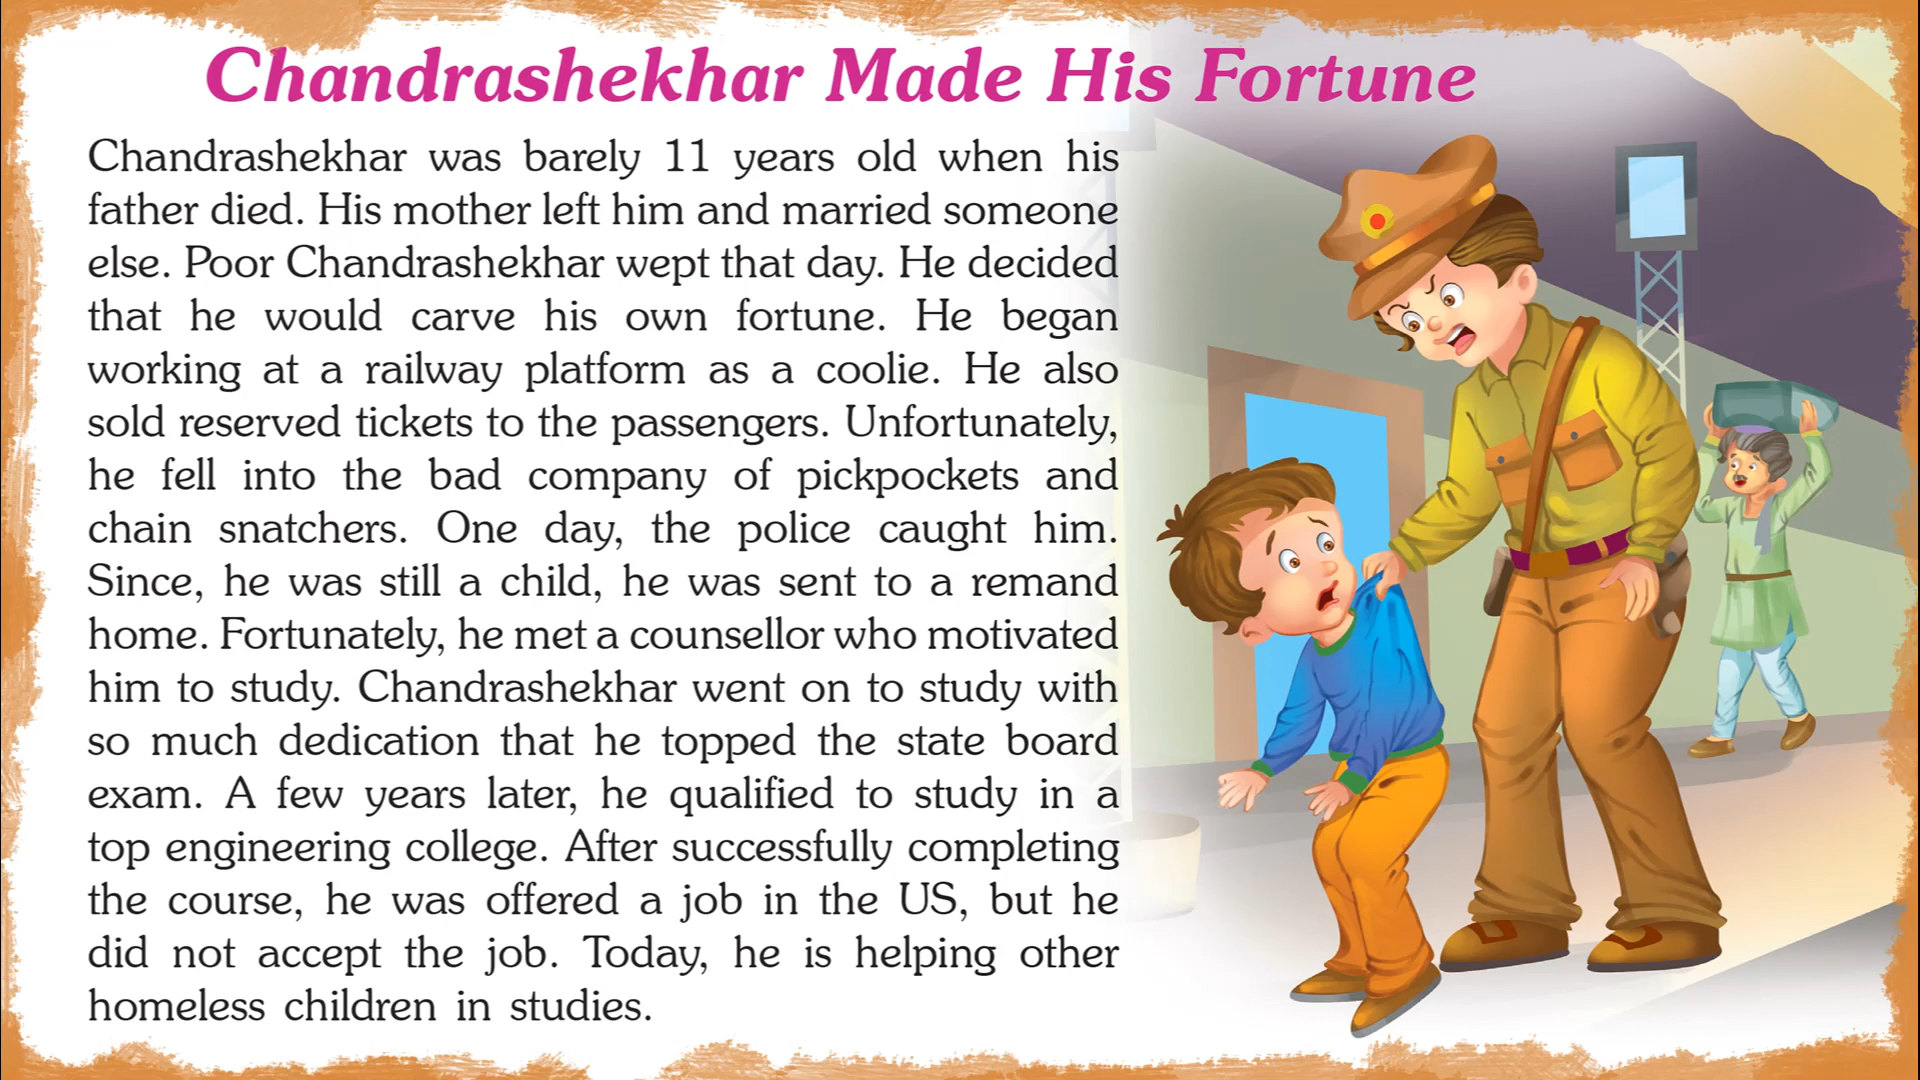 Chandrashekhar Made His Fortune
Chandrashekhar was barely 11 years old when his
father died. His mother left him and married someone
else. Poor Chandrashekhar wept that day. He decided
that he would carve his own fortune. He began
working at a railway platform as a coolie. He also
sold reserved tickets to the passengers. Unfortunately,
he fell into the bad company of pickpockets and
chain snatchers. One day, the police caught him.
Since, he was still a child, he was sent to a remand
home. Fortunately, he met a counsellor who motivated
him to study. Chandrashekhar went on to study with
so much dedication that he topped the state board
exam. A few years later, he qualified to study in a
top engineering college. After successfully completing
the course, he was offered a job in the US, but he
did not accept the job. Today, he is helping other
homeless children in studies.